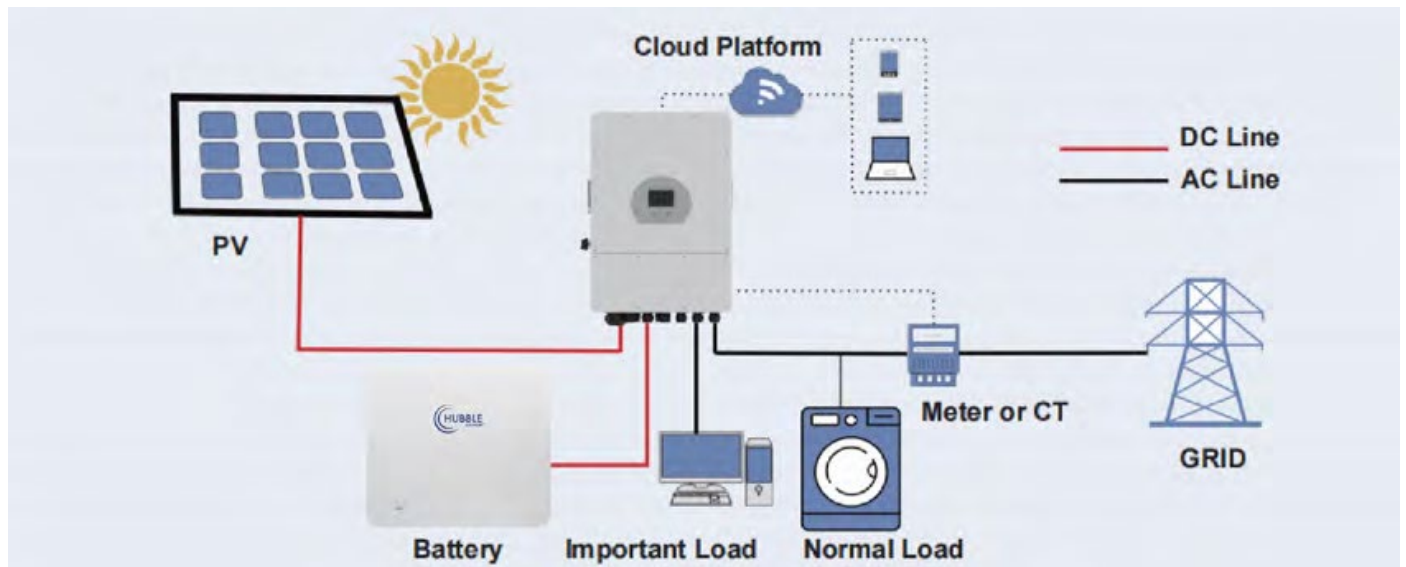 Cloud Platform
DC Line
AC Line
PV
HUBBLE
Meter or CT
GRID
Battery
Important Load
Normal Load